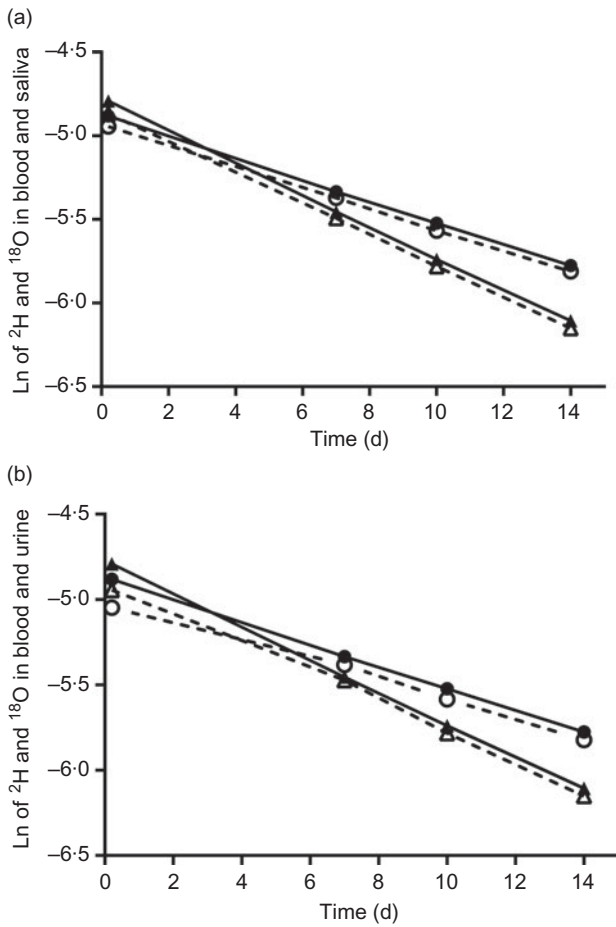 (a)
–4·5
–5·0
–5·5
–6·0
–6·5
Ln of ²H and ¹⁸O in blood and saliva
0 2 4 6 8 10 12 14
Time (d)
(b)
–4·5
–5·0
–5·5
–6·0
–6·5
Ln of ²H and ¹⁸O in blood and urine
0 2 4 6 8 10 12 14
Time (d)